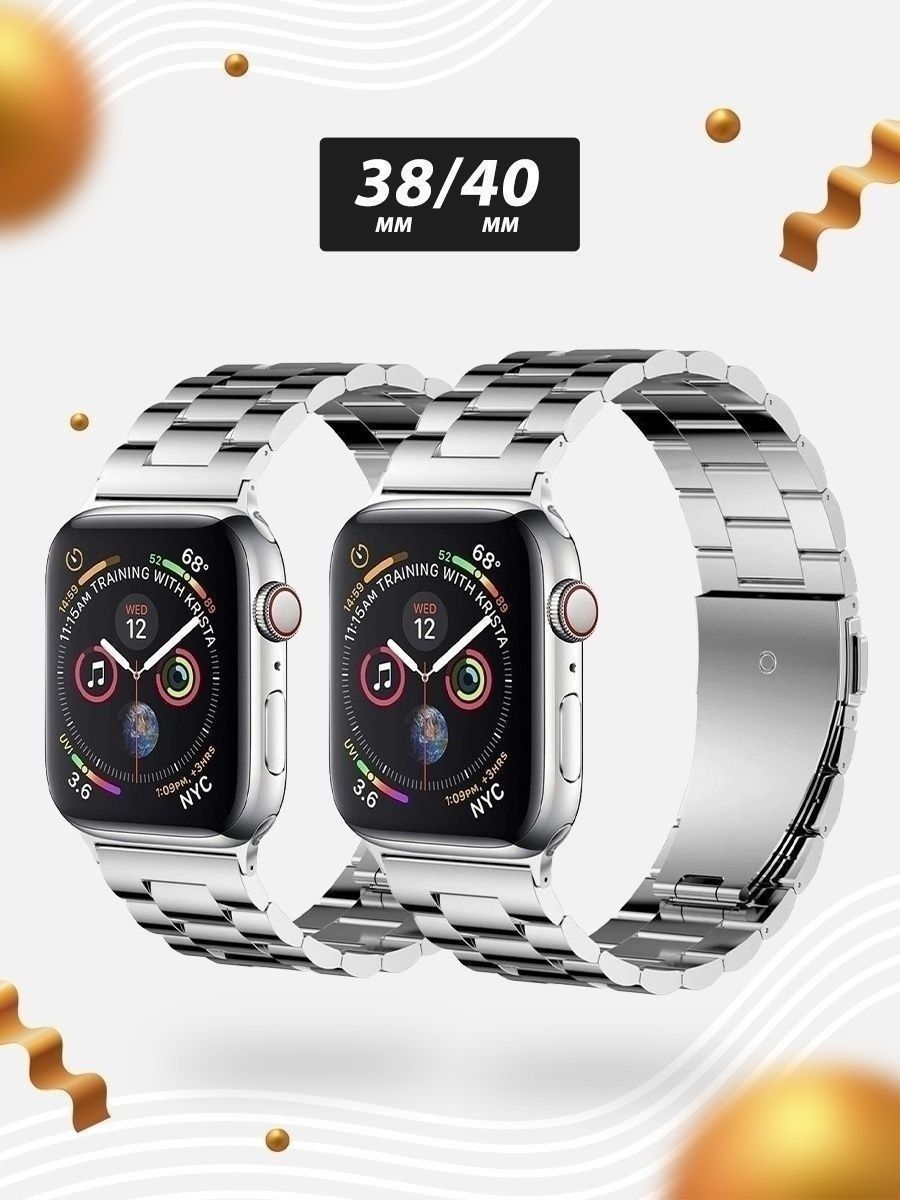 38/40
MM MM
52 68°
14:59 89
11:15AM TRAINING WITH KRISTA
WED
12
UVI
3.6
1:09PM, +3HRS
NYC
52 68°
14:59 89
11:15AM TRAINING WITH KRISTA
WED
12
UVI
3.6
1:09PM, +3HRS
NYC